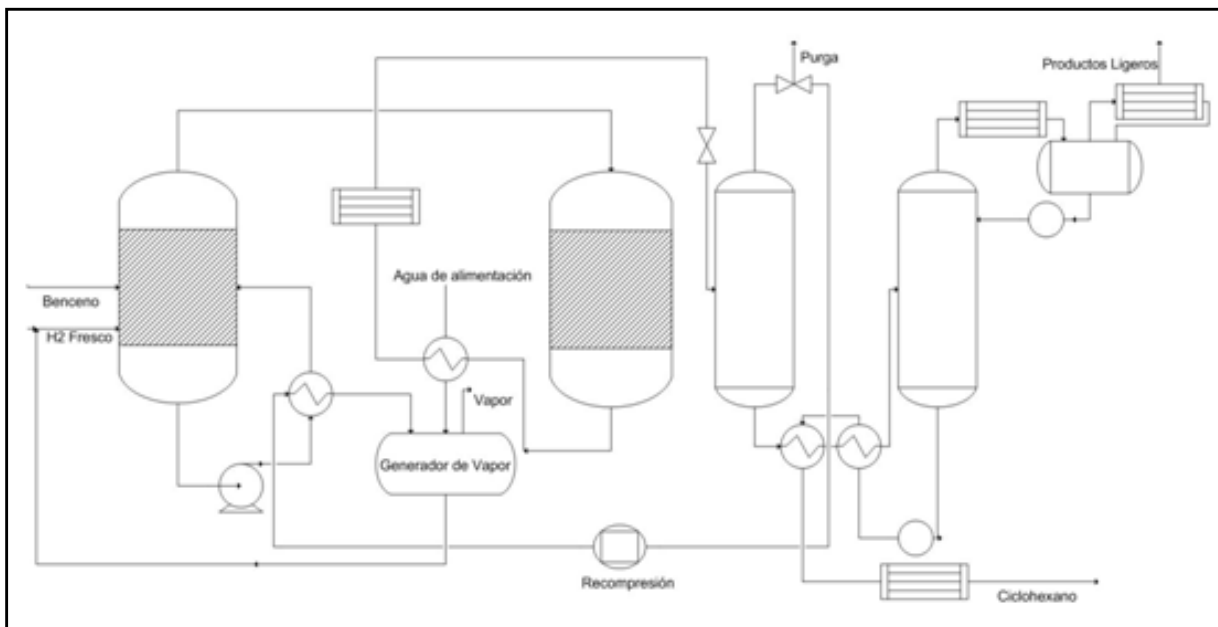 Purga
Productos Ligeros
Agua de alimentación
Benceno
H2 Fresco
Vapor
Generador de Vapor
Recompresión
Ciclohexano